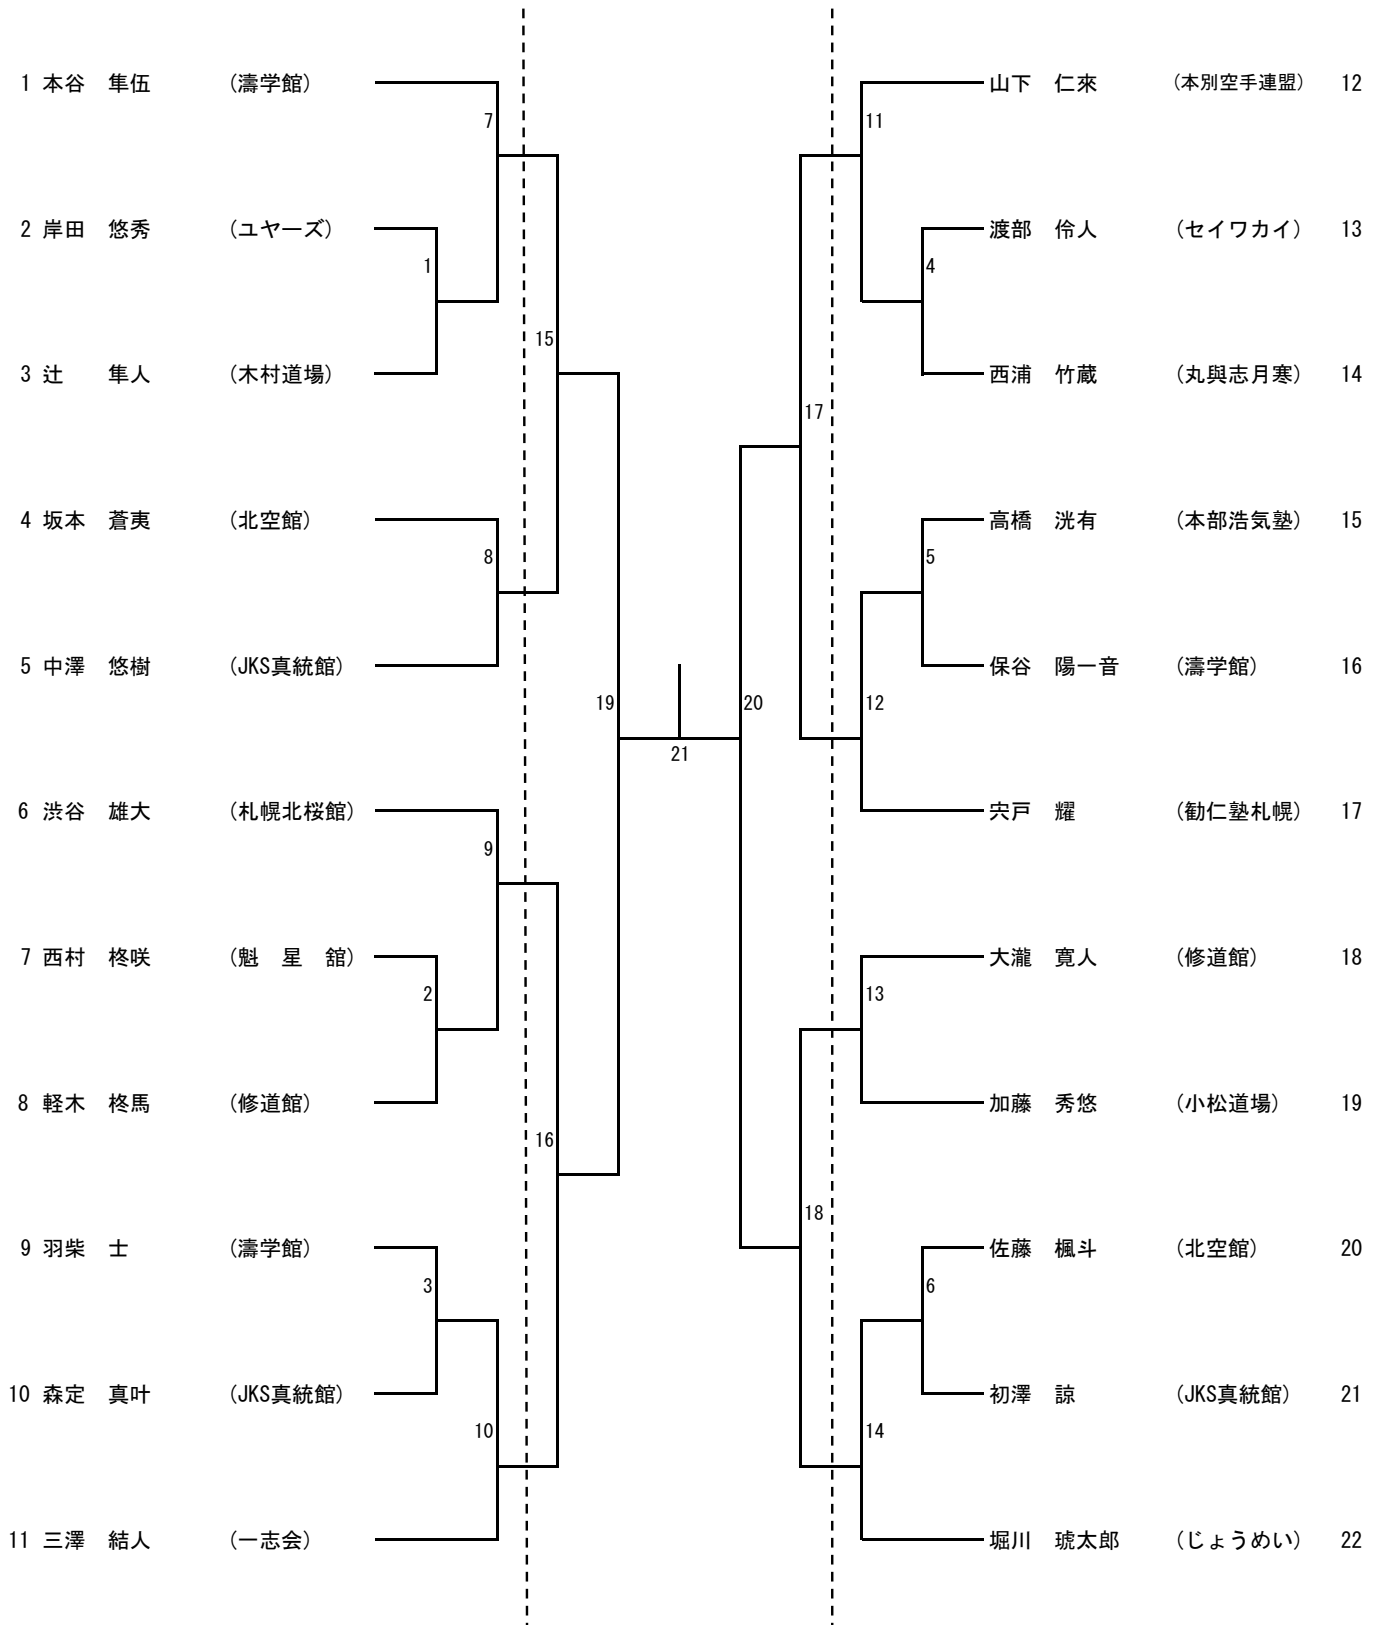 1 本谷　隼伍 (濤学館)
7
2 岸田　悠秀 (ユヤーズ)
1
15
3 辻　　隼人 (木村道場)
4 坂本　蒼夷 (北空館)
8
5 中澤　悠樹 (JKS真統館)
19
6 渋谷　雄大 (札幌北桜館)
9
7 西村　柊咲 (魁　星　舘)
2
8 軽木　柊馬 (修道館)
16
9 羽柴　士 (濤学館)
3
10 森定　真叶 (JKS真統館)
10
11 三澤　結人 (一志会)
21
山下　仁來 (本別空手連盟) 12
11
渡部　伶人 (セイワカイ) 13
4
西浦　竹蔵 (丸與志月寒) 14
17
高橋　洸有 (本部浩気塾) 15
5
保谷　陽一音 (濤学館) 16
20
12
宍戸　耀 (勧仁塾札幌) 17
大瀧　寛人 (修道館) 18
13
加藤　秀悠 (小松道場) 19
18
佐藤　楓斗 (北空館) 20
6
初澤　諒 (JKS真統館) 21
14
堀川　琥太郎 (じょうめい) 22